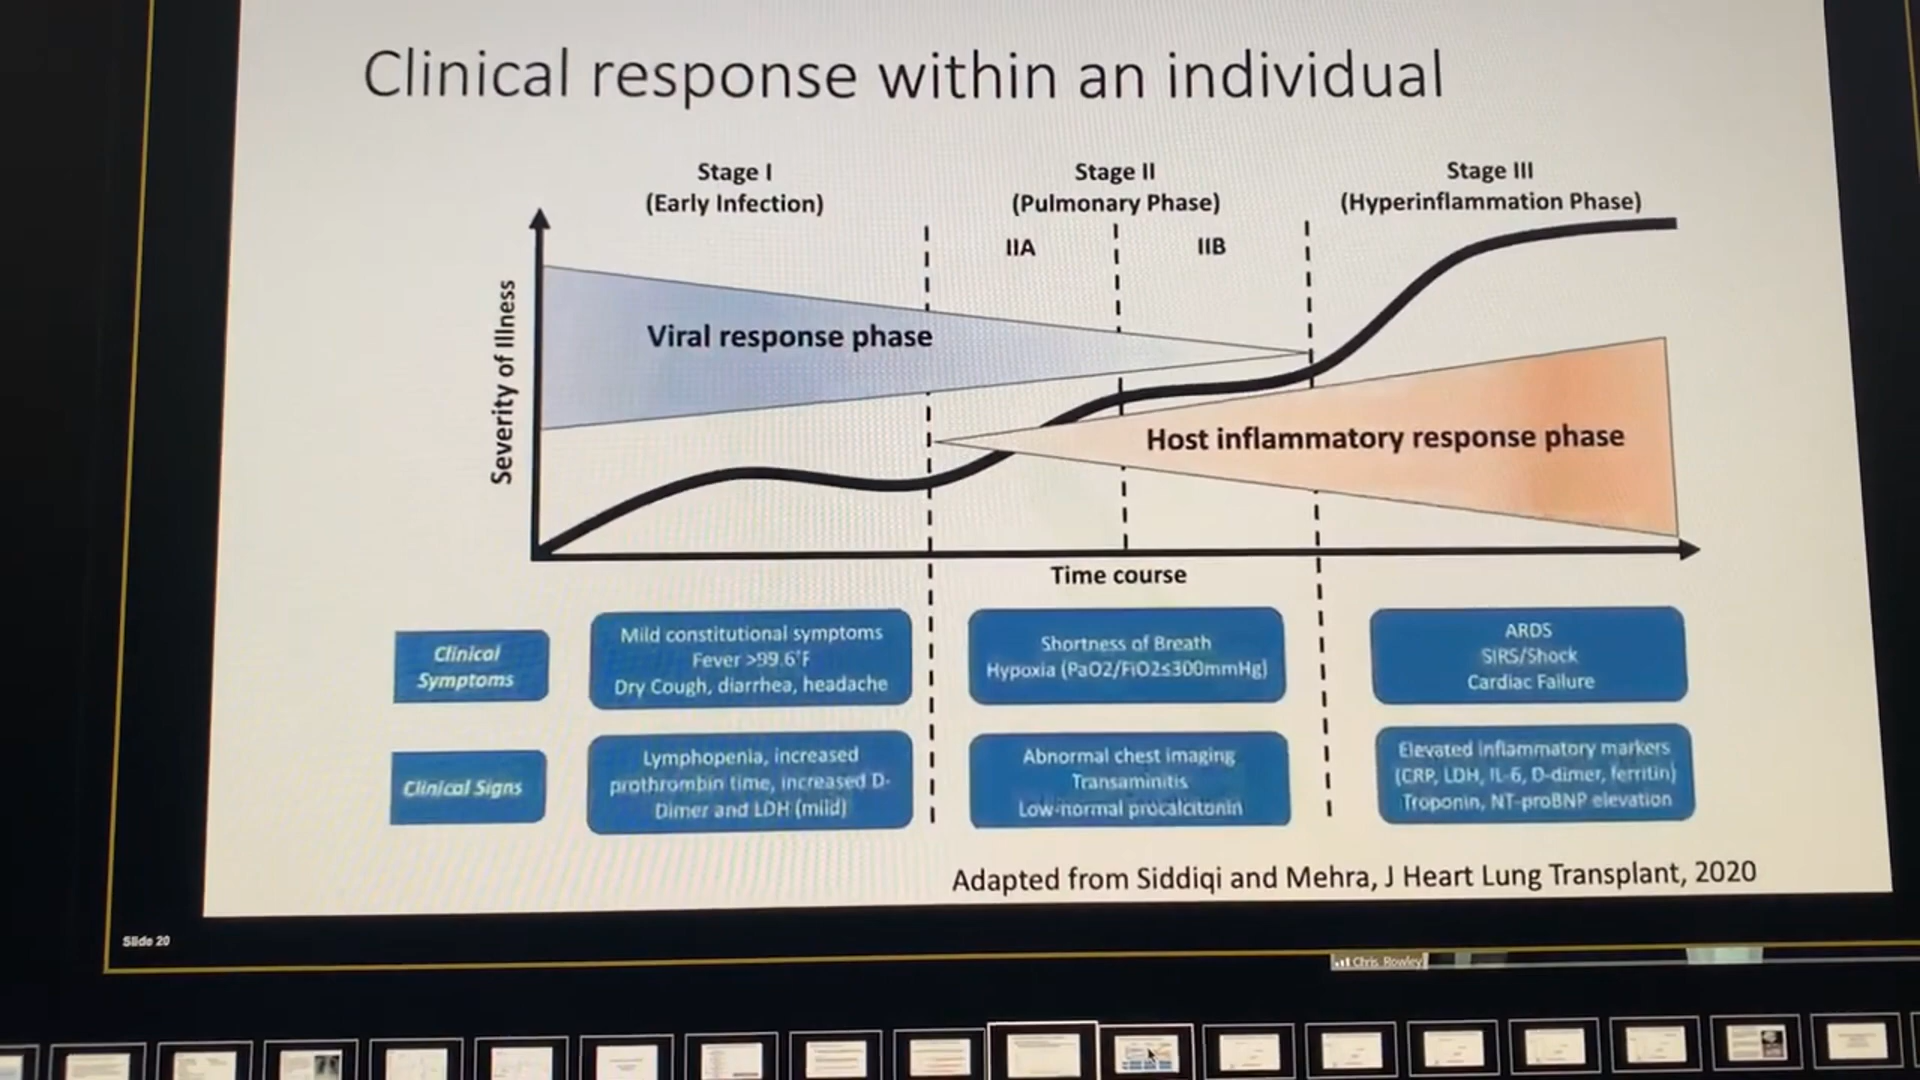 Clinical response within an individual
Stage I
(Early Infection)
Stage II
(Pulmonary Phase)
Stage III
(Hyperinflammation Phase)
IIA
IIB
Severity of Illness
Viral response phase
Host inflammatory response phase
Time course
Clinical
Symptoms
Mild constitutional symptoms
Fever >99.6°F
Dry Cough, diarrhea, headache
Shortness of Breath
Hypoxia (PaO2/FiO2≤300mmHg)
ARDS
SIRS/Shock
Cardiac Failure
Clinical Signs
Lymphopenia, increased
prothrombin time, increased D-
Dimer and LDH (mild)
Abnormal chest imaging
Transaminitis
Low-normal procalcitonin
Elevated inflammatory markers
(CRP, LDH, IL-6, D-dimer, ferritin)
Troponin, NT-proBNP elevation
Adapted from Siddiqi and Mehra, J Heart Lung Transplant, 2020
Slide 20
Chris Rowley